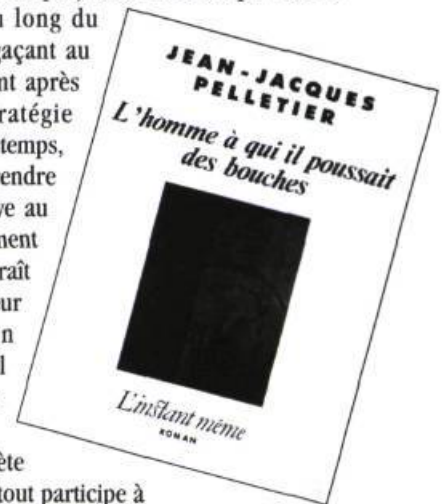 long du
açant au
nt après
ratégie
temps,
endre
ve au
ment
raît
ur
n
l
ète
tout participe à
JEAN-JACQUES
PELLETIER
L'homme à qui il poussait
des bouches
L'instant même
ROMAN